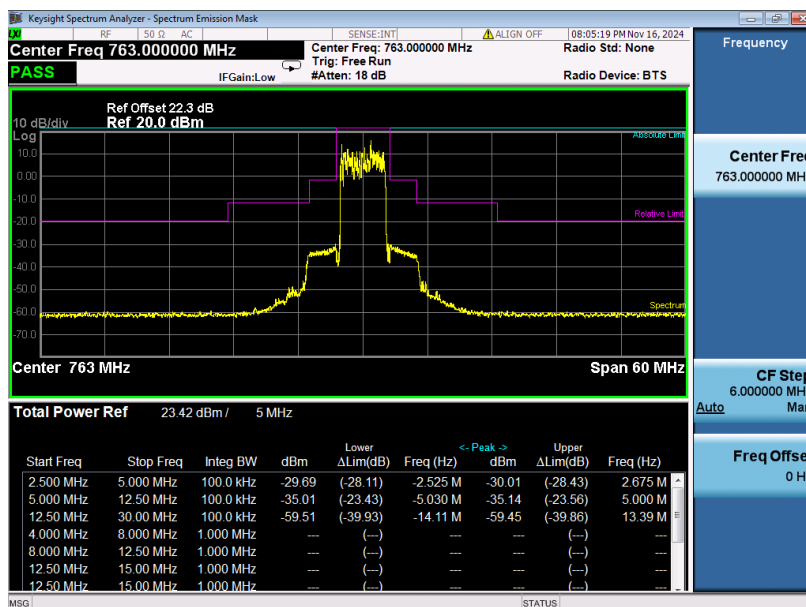 Keysight Spectrum Analyzer - Spectrum Emission Mask
LXI RF 50 Ω AC SENSE:INT ALIGN OFF 08:05:19 PM Nov 16, 2024
Center Freq 763.000000 MHz Center Freq: 763.000000 MHz Radio Std: None
Trig: Free Run
PASS IFGain:Low #Atten: 18 dB Radio Device: BTS
Frequency
Ref Offset 22.3 dB
10 dB/div Ref 20.0 dBm
Log Absolute Limit
10.0
0.00
-10.0
-20.0 Relative Limit
-30.0
-40.0
-50.0
-60.0 Spectrum
-70.0
Center 763 MHz Span 60 MHz
Center Freq
763.000000 MH
CF Step
6.000000 MH
Auto Ma
Freq Offse
0 H
Total Power Ref 23.42 dBm / 5 MHz
Lower <- Peak -> Upper
Start Freq Stop Freq Integ BW dBm ΔLim(dB) Freq (Hz) dBm ΔLim(dB) Freq (Hz)
2.500 MHz 5.000 MHz 100.0 kHz -29.69 (-28.11) -2.525 M -30.01 (-28.43) 2.675 M
5.000 MHz 12.50 MHz 100.0 kHz -35.01 (-23.43) -5.030 M -35.14 (-23.56) 5.000 M
12.50 MHz 30.00 MHz 100.0 kHz -59.51 (-39.93) -14.11 M -59.45 (-39.86) 13.39 M
4.000 MHz 8.000 MHz 1.000 MHz --- (---) --- --- (---) ---
8.000 MHz 12.50 MHz 1.000 MHz --- (---) --- --- (---) ---
12.50 MHz 15.00 MHz 1.000 MHz --- (---) --- --- (---) ---
12.50 MHz 15.00 MHz 1.000 MHz --- (---) --- --- (---) ---
MSG STATUS